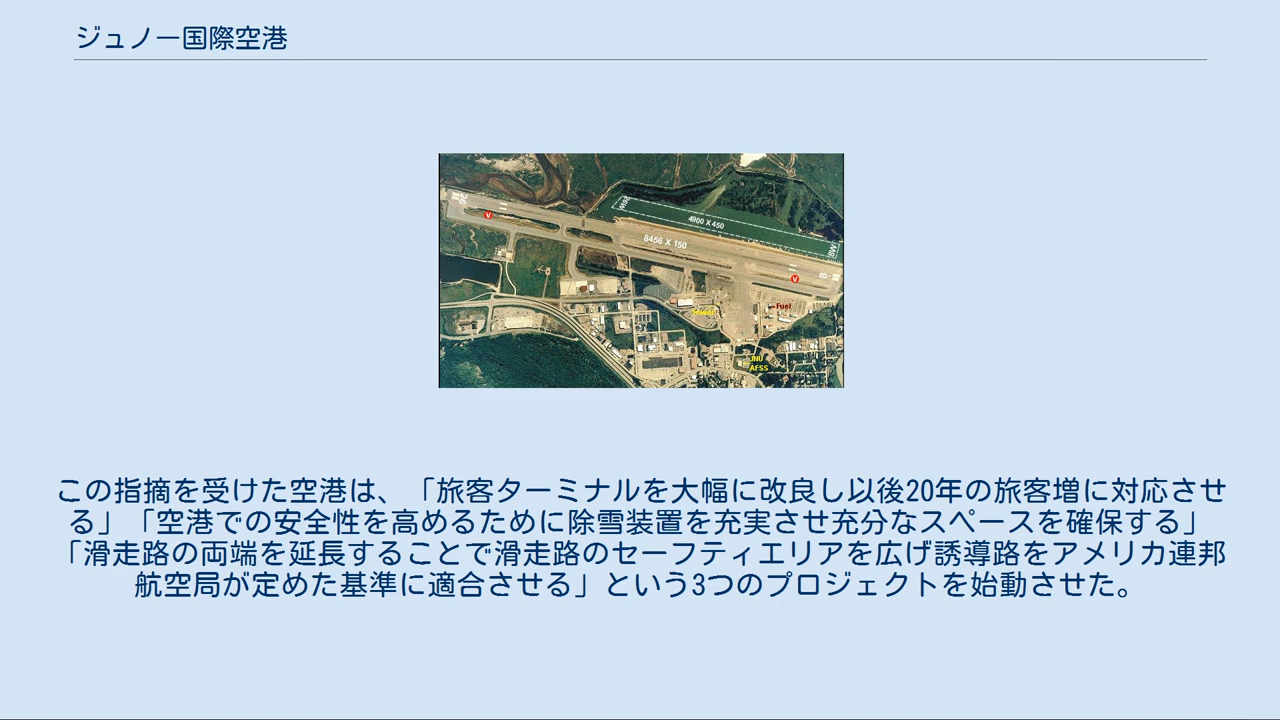 ジュノー国際空港
26
V
W26
4900 X 450
8456 X 150
8W
8
V
Fuel
Tower
JNU
AFSS
この指摘を受けた空港は、「旅客ターミナルを大幅に改良し以後20年の旅客増に対応させ
る」「空港での安全性を高めるために除雪装置を充実させ充分なスペースを確保する」
「滑走路の両端を延長することで滑走路のセーフティエリアを広げ誘導路をアメリカ連邦
航空局が定めた基準に適合させる」という3つのプロジェクトを始動させた。